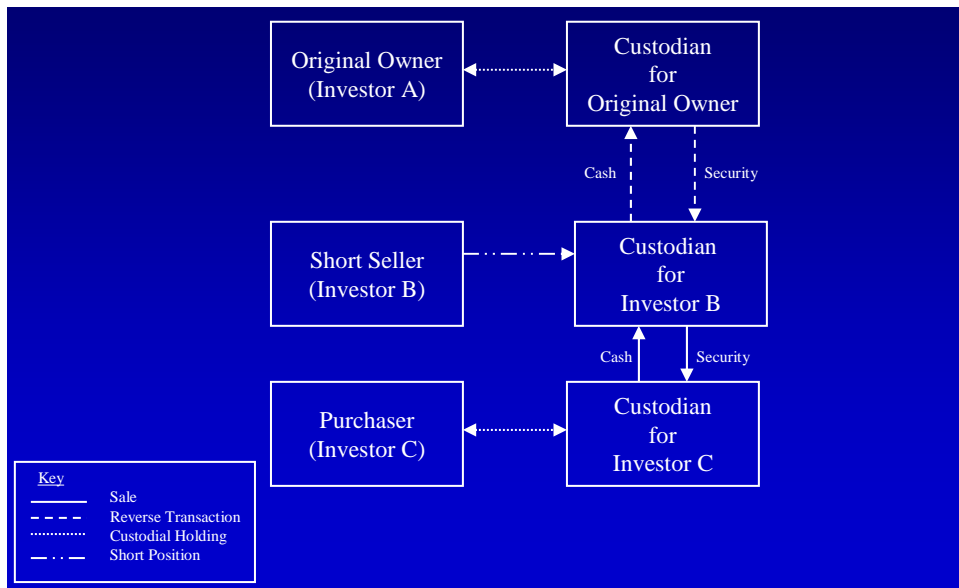 Original Owner
(Investor A)
Custodian
for
Original Owner
Cash
Security
Short Seller
(Investor B)
Custodian
for
Investor B
Cash
Security
Purchaser
(Investor C)
Custodian
for
Investor C
Key
Sale
Reverse Transaction
Custodial Holding
Short Position